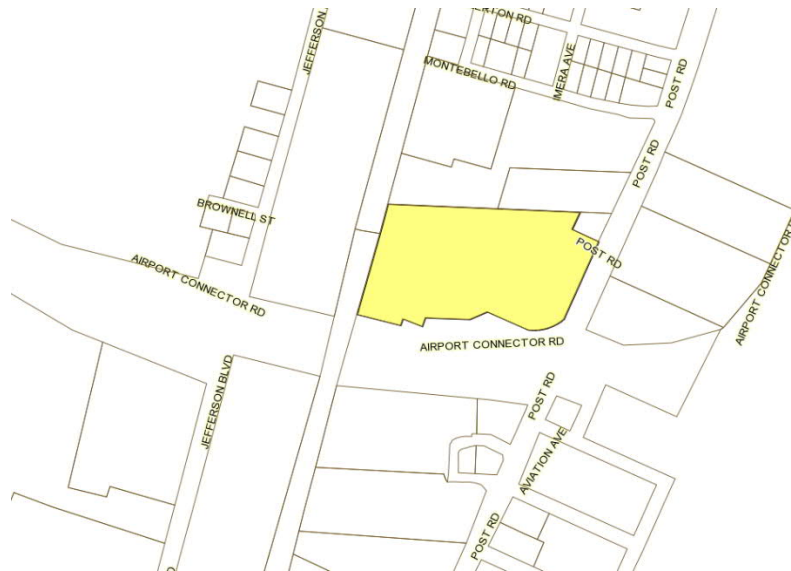 ERTON RD
JEFFERSON
IMERA AVE
POST RD
MONTEBELLO RD
POST RD
BROWNELL ST
POST RD
AIRPORT CONNECTOR RD
AIRPORT CONNECTOR R
AIRPORT CONNECTOR RD
JEFFERSON BLVD
POST RD
AVIATION AVE
POST RD